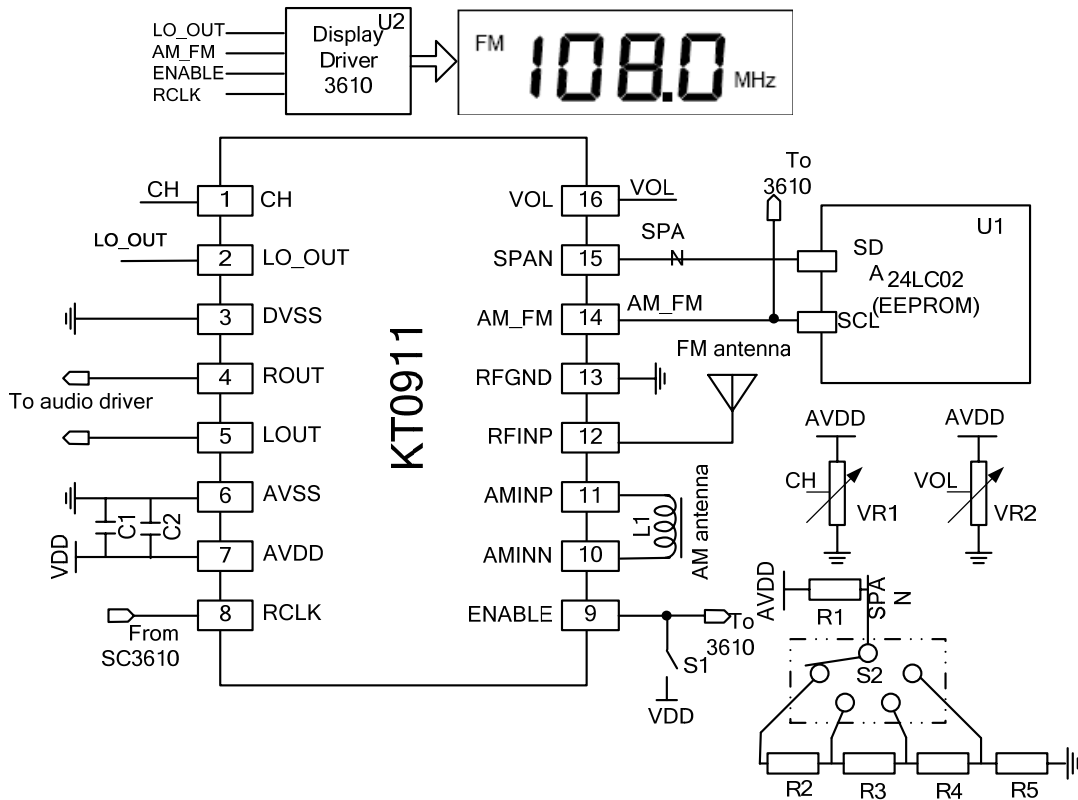 LO_OUT
AM_FM
ENABLE
RCLK
U2
Display
Driver
3610
FM
108.0
MHz
CH
1
CH
LO_OUT
2
LO_OUT
3
DVSS
4
ROUT
To audio driver
5
LOUT
6
AVSS
C1
C2
VDD
7
AVDD
8
RCLK
From
SC3610
KT0911
VOL
16
VOL
SPAN
15
SPA
N
AM_FM
14
AM_FM
RFGND
13
FM antenna
RFINP
12
AMINP
11
L1
AM antenna
AMINN
10
ENABLE
9
To
3610
S1
VDD
To
3610
U1
SD
A
24LC02
(EEPROM)
SCL
AVDD
CH
VR1
AVDD
VOL
VR2
AVDD
R1
SPA
N
S2
R2
R3
R4
R5